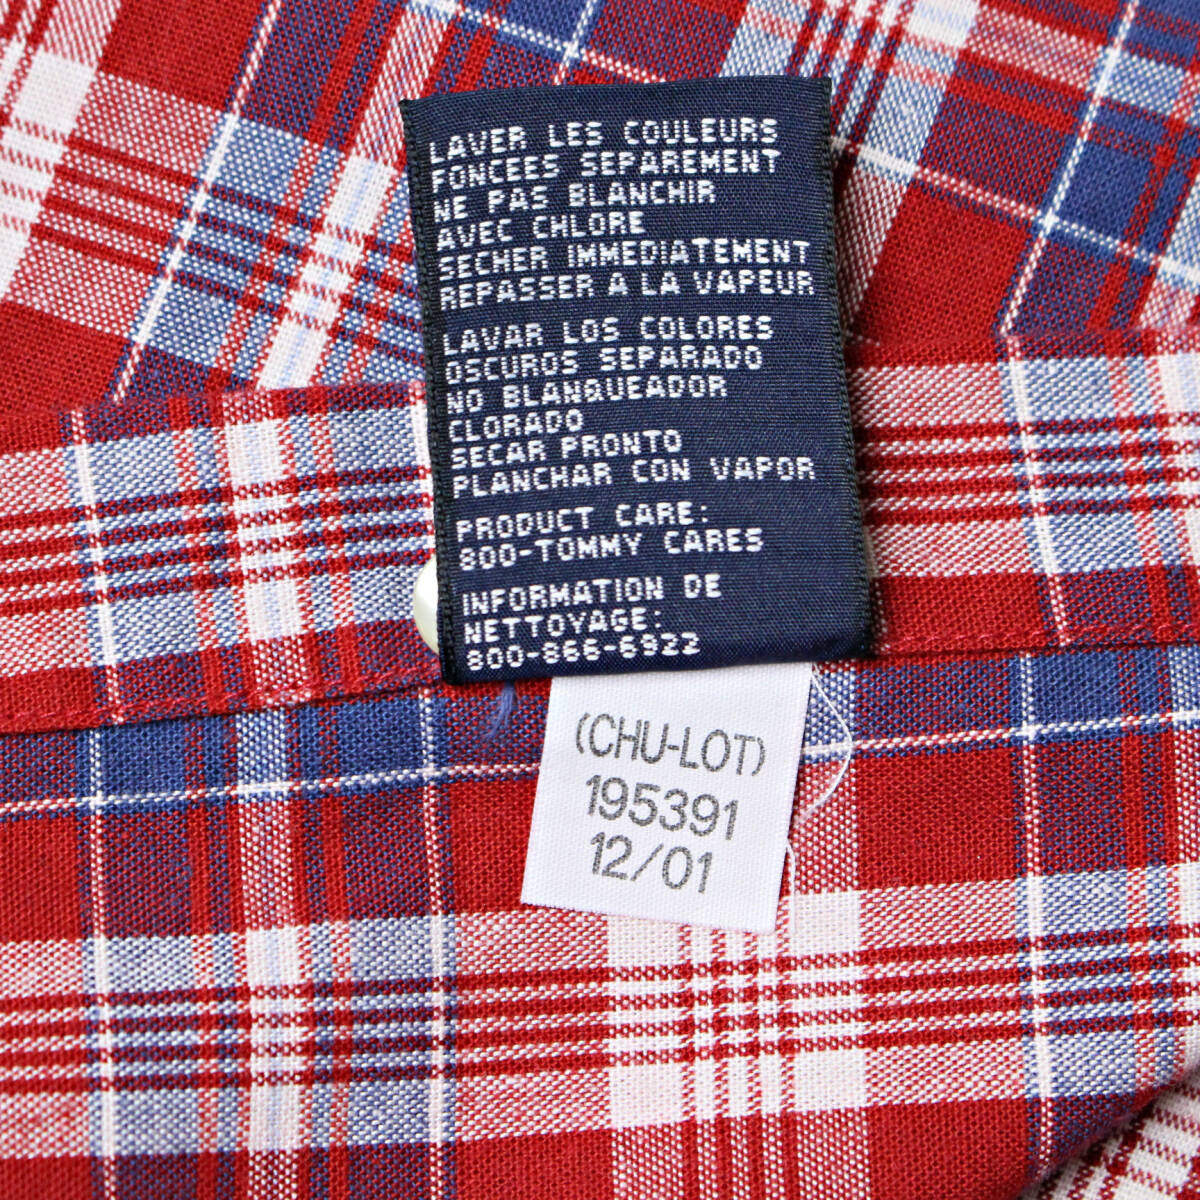 LAVER LES COULEURS
FONCEES SEPAREMENT
NE PAS BLANCHIR
AVEC CHLORE
SECHER IMMEDIATEMENT
REPASSER A LA VAPEUR
LAVAR LOS COLORES
OSCUROS SEPARADO
NO BLANQUEADOR
CLORADO
SECAR PRONTO
PLANCHAR CON VAPOR
PRODUCT CARE:
800-TOMMY CARES
INFORMATION DE
NETTOYAGE:
800-866-6922
(CHU-LOT)
195391
12/01